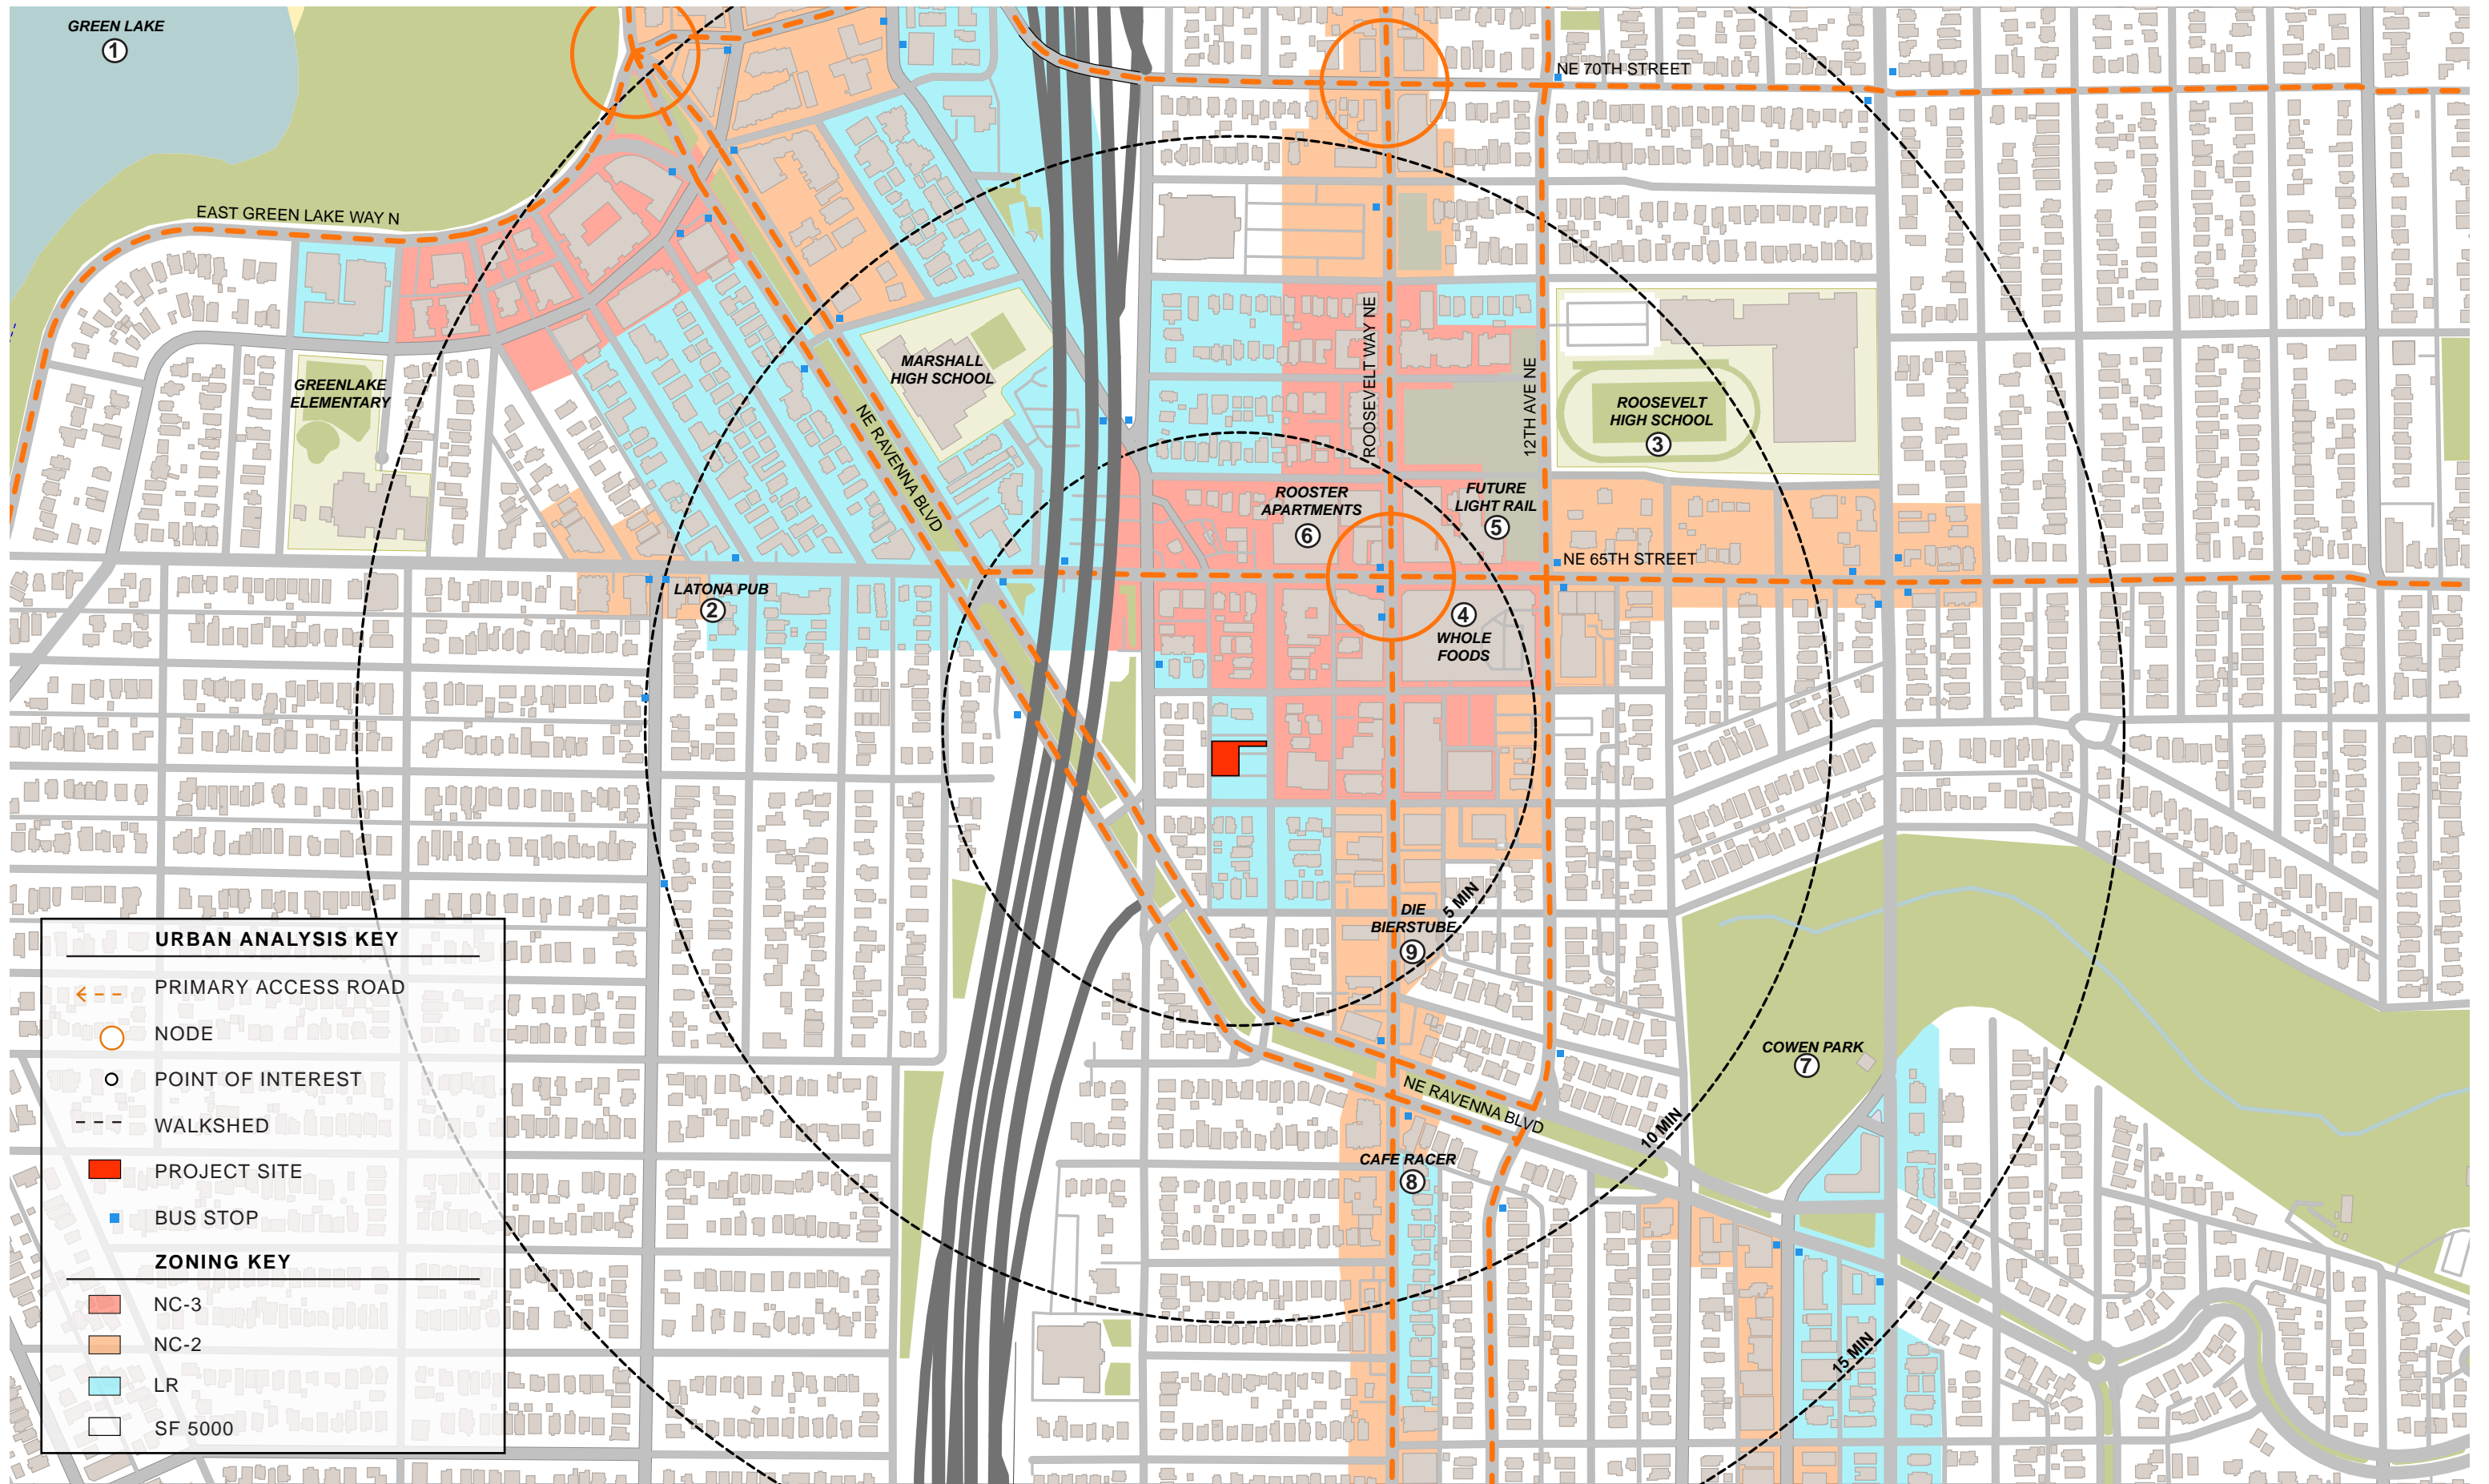 GREEN LAKE
1
NE 70TH STREET
EAST GREEN LAKE WAY N
MARSHALL
HIGH SCHOOL
GREENLAKE
ELEMENTARY
NE RAVENNA BLVD
ROOSEVELT WAY NE
12TH AVE NE
ROOSEVELT
HIGH SCHOOL
3
ROOSTER
APARTMENTS
6
FUTURE
LIGHT RAIL
5
NE 65TH STREET
LATONA PUB
2
4
WHOLE
FOODS
DIE
BIERSTUBE
9
5 MIN
COWEN PARK
7
NE RAVENNA BLVD
10 MIN
CAFE RACER
8
15 MIN
URBAN ANALYSIS KEY
PRIMARY ACCESS ROAD
NODE
POINT OF INTEREST
WALKSHED
PROJECT SITE
BUS STOP
ZONING KEY
NC-3
NC-2
LR
SF 5000